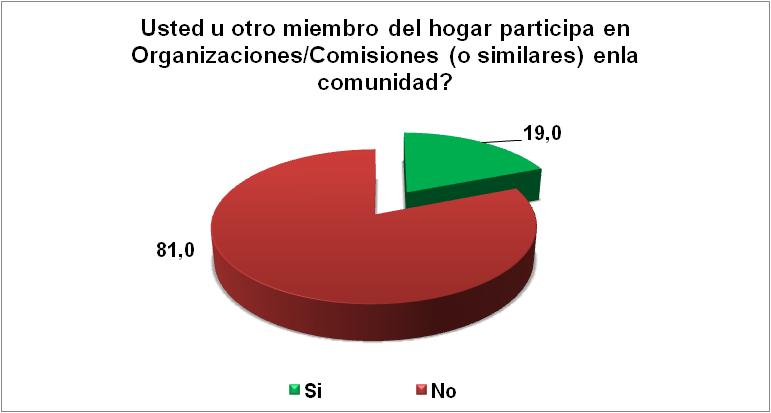 Usted u otro miembro del hogar participa en
Organizaciones/Comisiones (o similares) enla
comunidad?
19,0
81,0
Si
No